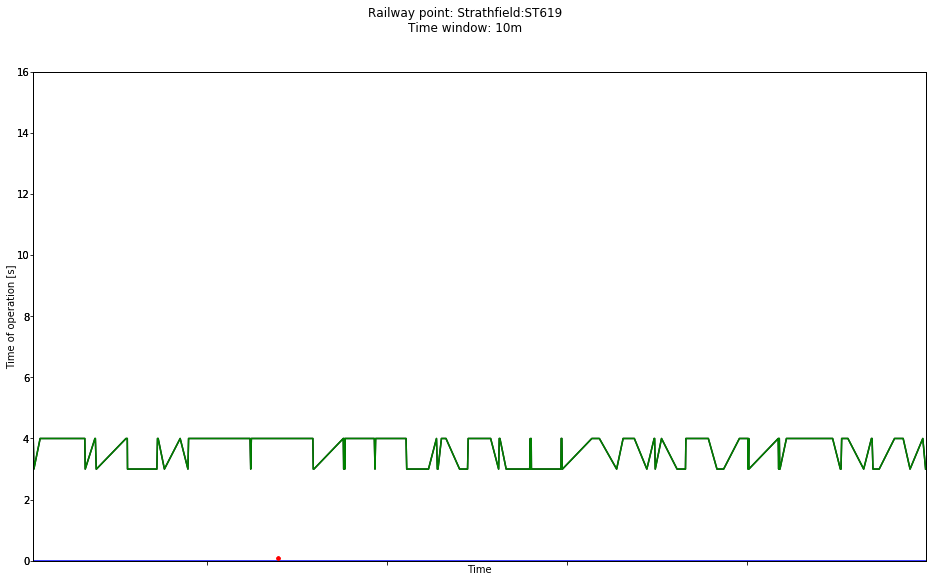 Railway point: Strathfield:ST619
Time window: 10m
16
14
12
10
8
6
4
2
0
Time of operation [s]
Time